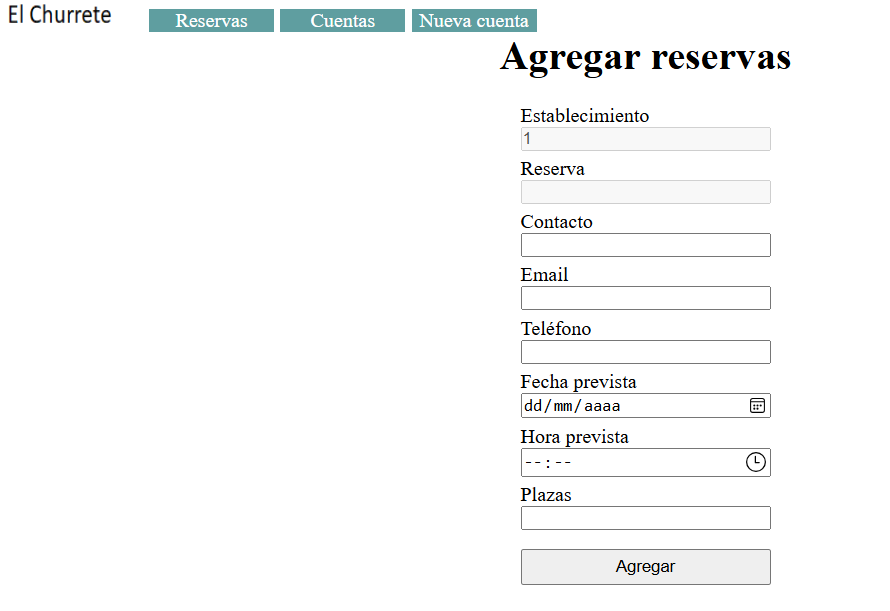 El Churrete
Reservas Cuentas Nueva cuenta
Agregar reservas
Establecimiento
1
Reserva
Contacto
Email
Teléfono
Fecha prevista
dd/mm/aaaa
Hora prevista
--:--
Plazas
Agregar